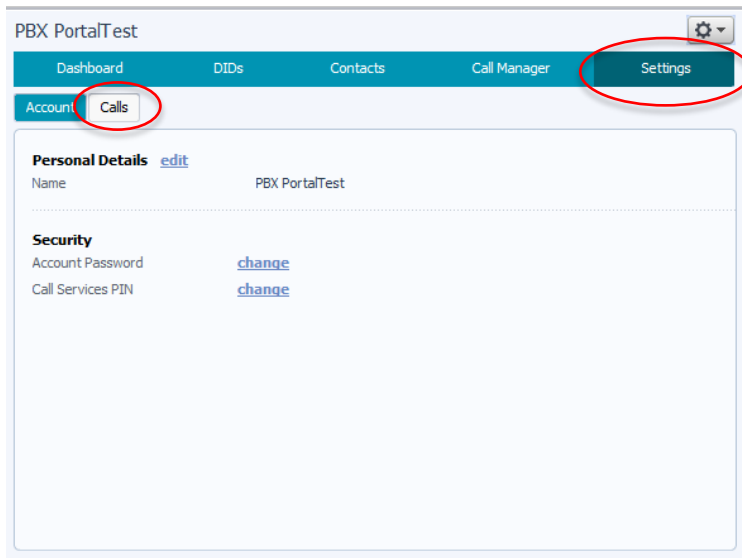 PBX PortalTest
Dashboard DIDs Contacts Call Manager Settings
Account Calls
Personal Details edit
Name PBX PortalTest
Security
Account Password change
Call Services PIN change